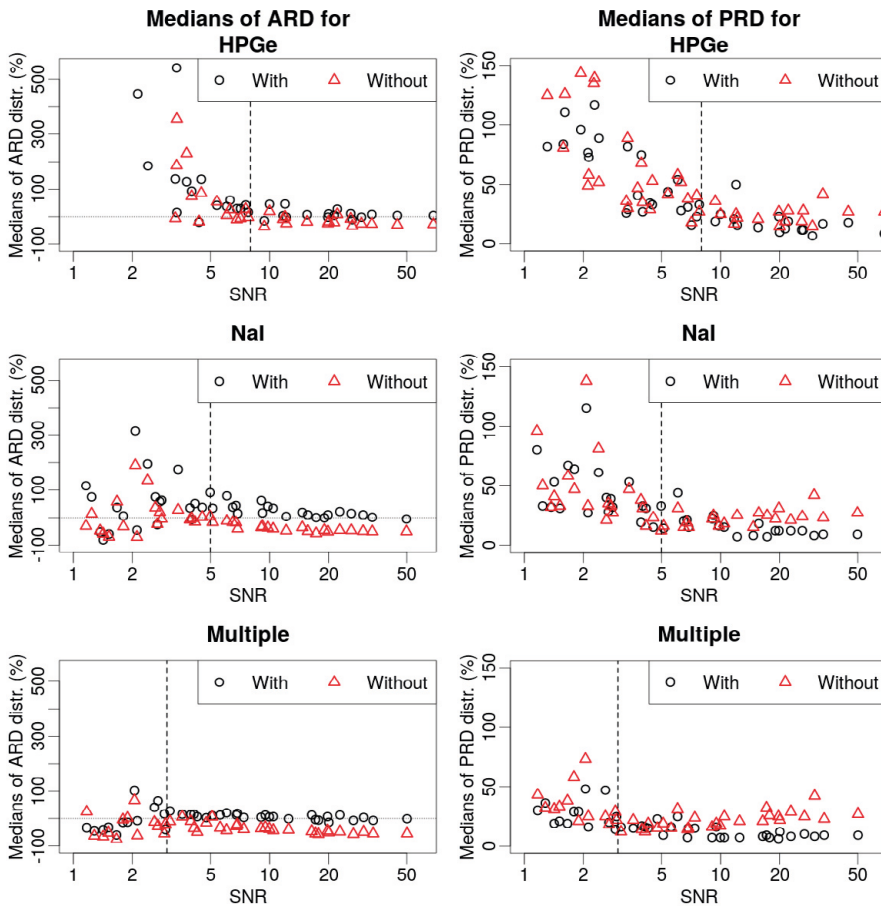 Medians of ARD for
HPGe
With Without
Medians of ARD distr. (%)
-100 100 300 500
1 2 5 10 20 50
SNR
Medians of PRD for
HPGe
With Without
Medians of PRD distr. (%)
0 50 100 150
1 2 5 10 20 50
SNR
NaI
With Without
Medians of ARD distr. (%)
-100 100 300 500
1 2 5 10 20 50
SNR
NaI
With Without
Medians of PRD distr. (%)
0 50 100 150
1 2 5 10 20 50
SNR
Multiple
With Without
Medians of ARD distr. (%)
-100 100 300 500
1 2 5 10 20 50
SNR
Multiple
With Without
Medians of PRD distr. (%)
0 50 100 150
1 2 5 10 20 50
SNR